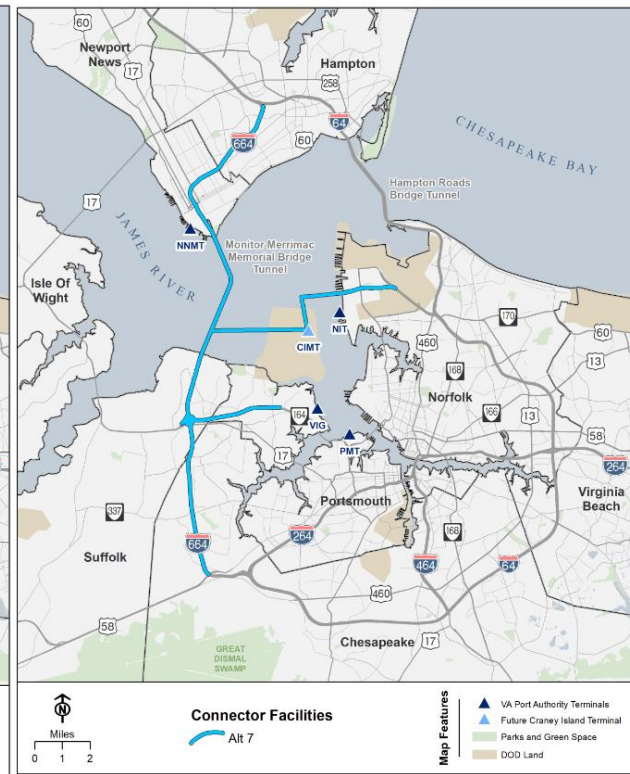 60
Newport
News
17
Hampton
258
664
64
60
CHESAPEAKE BAY
Hampton Roads
Bridge Tunnel
17
JAMES RIVER
NNMT
Monitor Merrimac
Memorial Bridge
Tunnel
Isle Of
Wight
NIT
CIMT
170
460
60
13
168
Norfolk
VIG
164
166
13
17
PMT
58
264
Portsmouth
Virginia
Beach
337
664
264
168
Suffolk
464
64
460
58
Chesapeake
17
GREAT
DISMAL
SWAMP
N
Miles
0 1 2
Connector Facilities
Alt 7
Map Features
VA Port Authority Terminals
Future Craney Island Terminal
Parks and Green Space
DOD Land